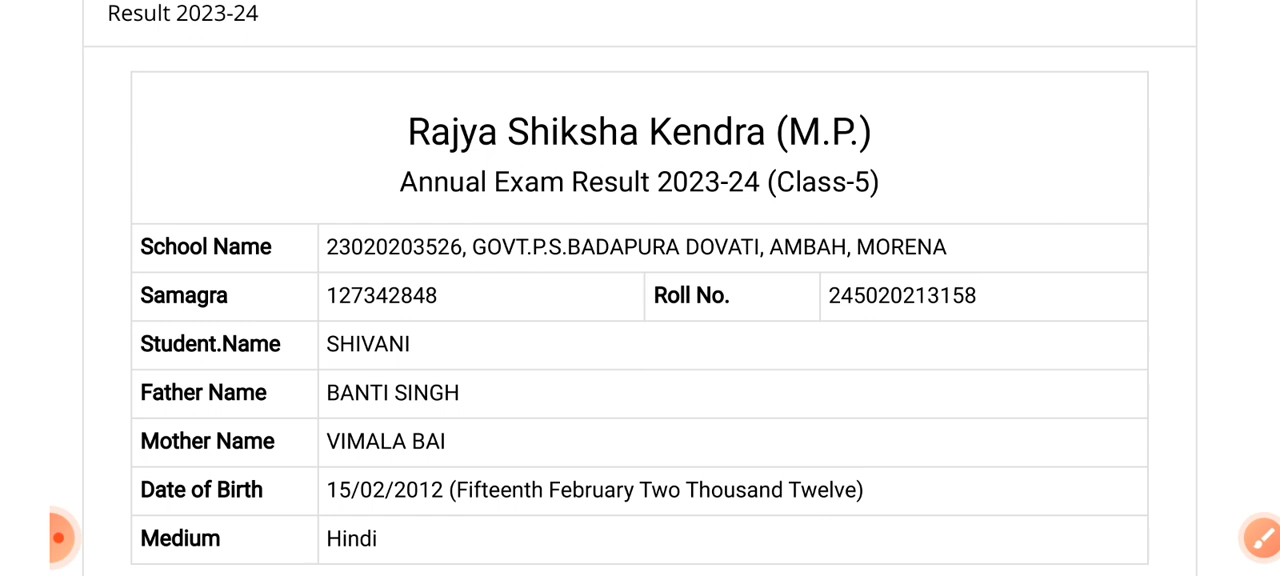 Result 2023-24
Rajya Shiksha Kendra (M.P.)
Annual Exam Result 2023-24 (Class-5)
School Name 23020203526, GOVT.P.S.BADAPURA DOVATI, AMBAH, MORENA
Samagra 127342848 Roll No. 245020213158
Student.Name SHIVANI
Father Name BANTI SINGH
Mother Name VIMALA BAI
Date of Birth 15/02/2012 (Fifteenth February Two Thousand Twelve)
Medium Hindi